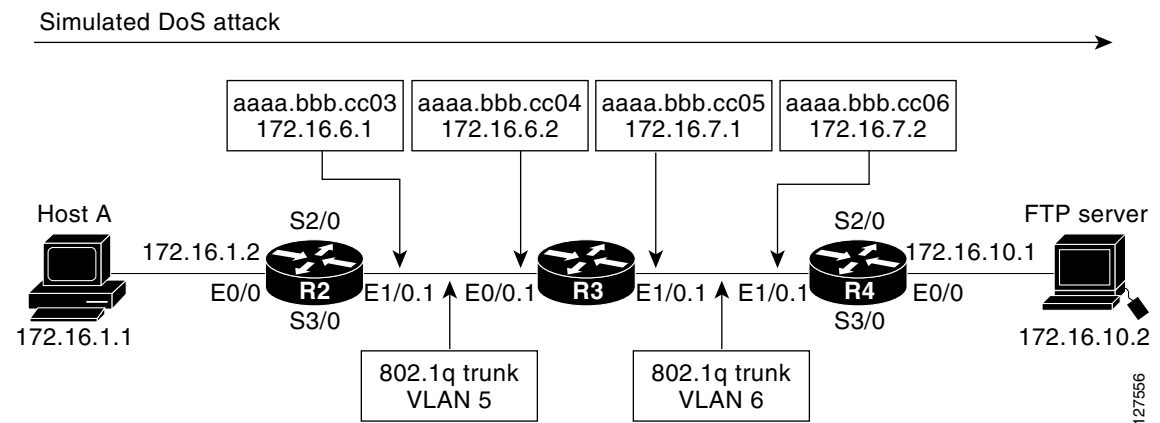 Simulated DoS attack
aaaa.bbb.cc03
172.16.6.1
aaaa.bbb.cc04
172.16.6.2
aaaa.bbb.cc05
172.16.7.1
aaaa.bbb.cc06
172.16.7.2
Host A
172.16.1.1
172.16.1.2
E0/0
S2/0
R2
S3/0
E1/0.1
E0/0.1
R3
E1/0.1
E1/0.1
S2/0
R4
S3/0
172.16.10.1
E0/0
FTP server
172.16.10.2
802.1q trunk
VLAN 5
802.1q trunk
VLAN 6
127556